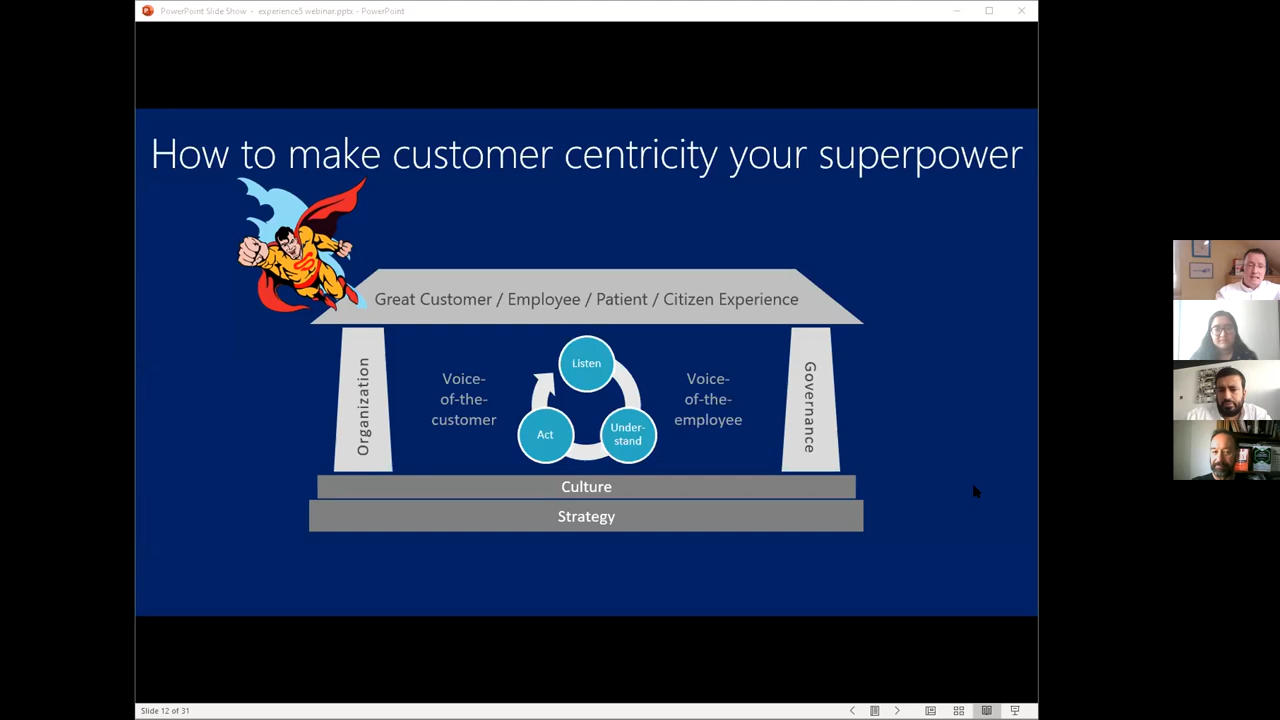 PowerPoint Slide Show - experience5 webinar.pptx - PowerPoint
How to make customer centricity your superpower
Great Customer / Employee / Patient / Citizen Experience
Organization
Voice-
of-the-
customer
Listen
Act
Under-
stand
Voice-
of-the-
employee
Governance
Culture
Strategy
Slide 12 of 31